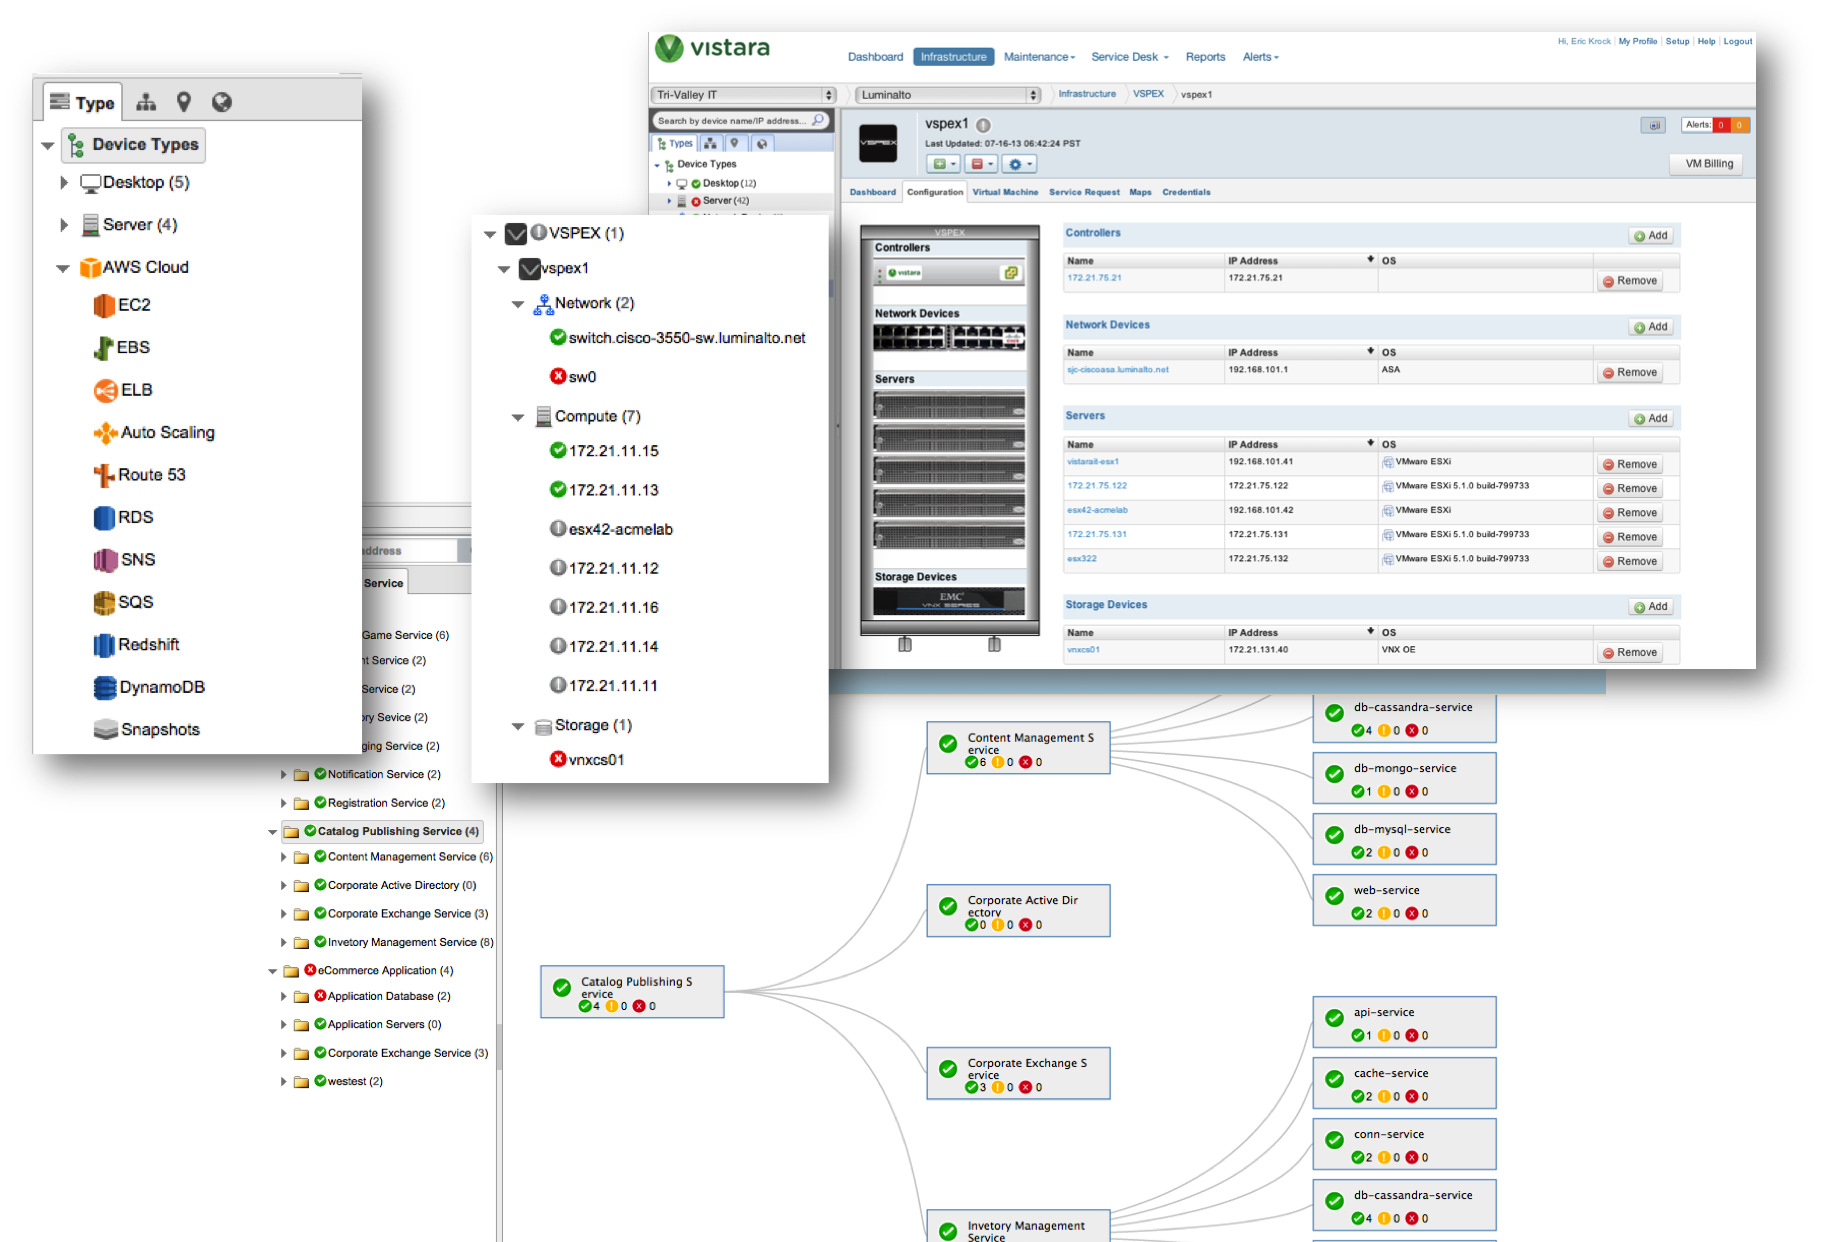 Type
Device Types
Desktop (5)
Server (4)
AWS Cloud
EC2
EBS
ELB
Auto Scaling
Route 53
RDS
SNS
SQS
Redshift
DynamoDB
Snapshots
VSPEX (1)
vspex1
Network (2)
switch.cisco-3550-sw.luminalto.net
sw0
Compute (7)
172.21.11.15
172.21.11.13
esx42-acmelab
172.21.11.12
172.21.11.16
172.21.11.14
172.21.11.11
Storage (1)
vnxcs01
vistara
Hi, Eric Krock | My Profile | Setup | Help | Logout
Dashboard Infrastructure Maintenance Service Desk Reports Alerts
Tri-Valley IT Luminalto Infrastructure VSPEX vspex1
Search by device name/IP address...
Types
Device Types
Desktop (12)
Server (42)
VSPEX
vspex1
Last Updated: 07-16-13 06:42:24 PST
Alerts: 0 0
VM Billing
Dashboard Configuration Virtual Machine Service Request Maps Credentials
VSPEX
Controllers
vistara
Network Devices
Servers
Storage Devices
EMC²
VNX SERIES
Controllers
Add
Name IP Address OS
172.21.75.21 172.21.75.21 Remove
Network Devices
Add
Name IP Address OS
sjc-ciscoasa.luminalto.net 192.168.101.1 ASA Remove
Servers
Add
Name IP Address OS
vistarait-esx1 192.168.101.41 VMware ESXi Remove
172.21.75.122 172.21.75.122 VMware ESXi 5.1.0 build-799733 Remove
esx42-acmelab 192.168.101.42 VMware ESXi Remove
172.21.75.131 172.21.75.131 VMware ESXi 5.1.0 build-799733 Remove
esx322 172.21.75.132 VMware ESXi 5.1.0 build-799733 Remove
Storage Devices
Add
Name IP Address OS
vnxcs01 172.21.131.40 VNX OE Remove
ddress
Service
Game Service (6)
nt Service (2)
Service (2)
ory Sevice (2)
ging Service (2)
Notification Service (2)
Registration Service (2)
Catalog Publishing Service (4)
Content Management Service (6)
Corporate Active Directory (0)
Corporate Exchange Service (3)
Invetory Management Service (8)
eCommerce Application (4)
Application Database (2)
Application Servers (0)
Corporate Exchange Service (3)
westest (2)
Catalog Publishing S
ervice
4 0 0
Content Management S
ervice
6 0 0
Corporate Active Dir
ectory
0 0 0
Corporate Exchange S
ervice
3 0 0
Invetory Management
Service
db-cassandra-service
4 0 0
db-mongo-service
1 0 0
db-mysql-service
2 0 0
web-service
2 0 0
api-service
1 0 0
cache-service
2 0 0
conn-service
2 0 0
db-cassandra-service
4 0 0